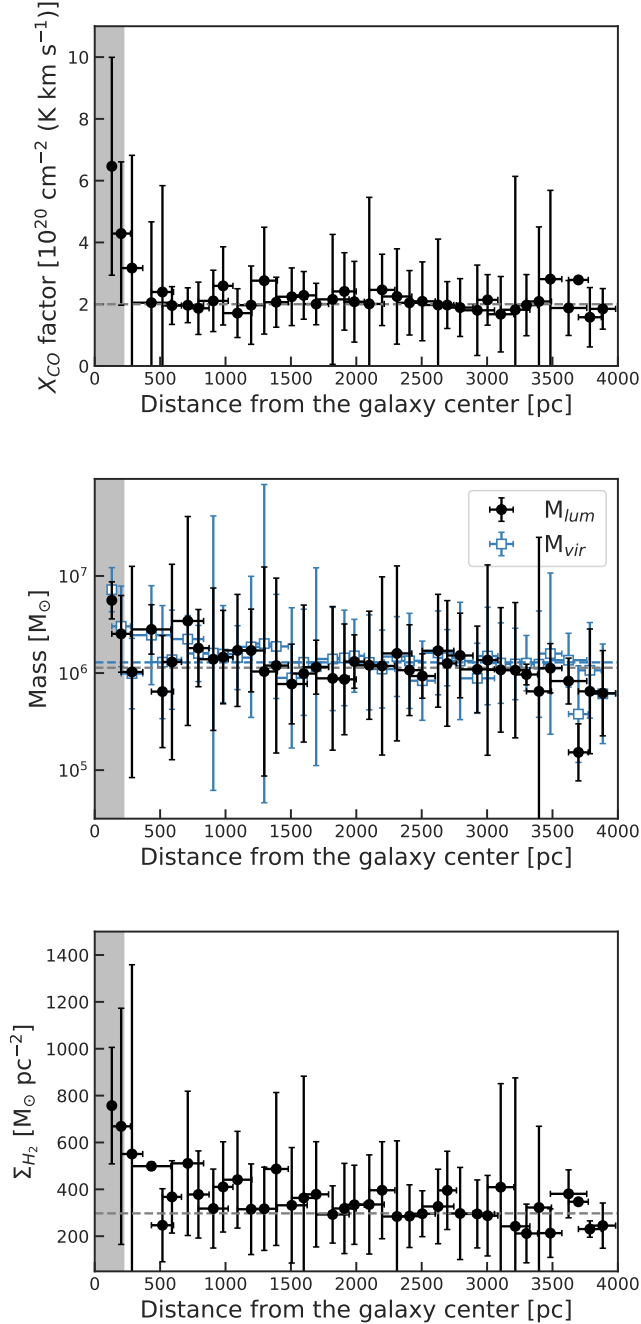 X_CO factor [10^20 cm^−2 (K km s^−1)]
10
8
6
4
2
0
0 500 1000 1500 2000 2500 3000 3500 4000
Distance from the galaxy center [pc]
M_lum
M_vir
Mass [M_⊙]
10^7
10^6
10^5
0 500 1000 1500 2000 2500 3000 3500 4000
Distance from the galaxy center [pc]
Σ_H_2 [M_⊙ pc^−2]
1400
1200
1000
800
600
400
200
0 500 1000 1500 2000 2500 3000 3500 4000
Distance from the galaxy center [pc]